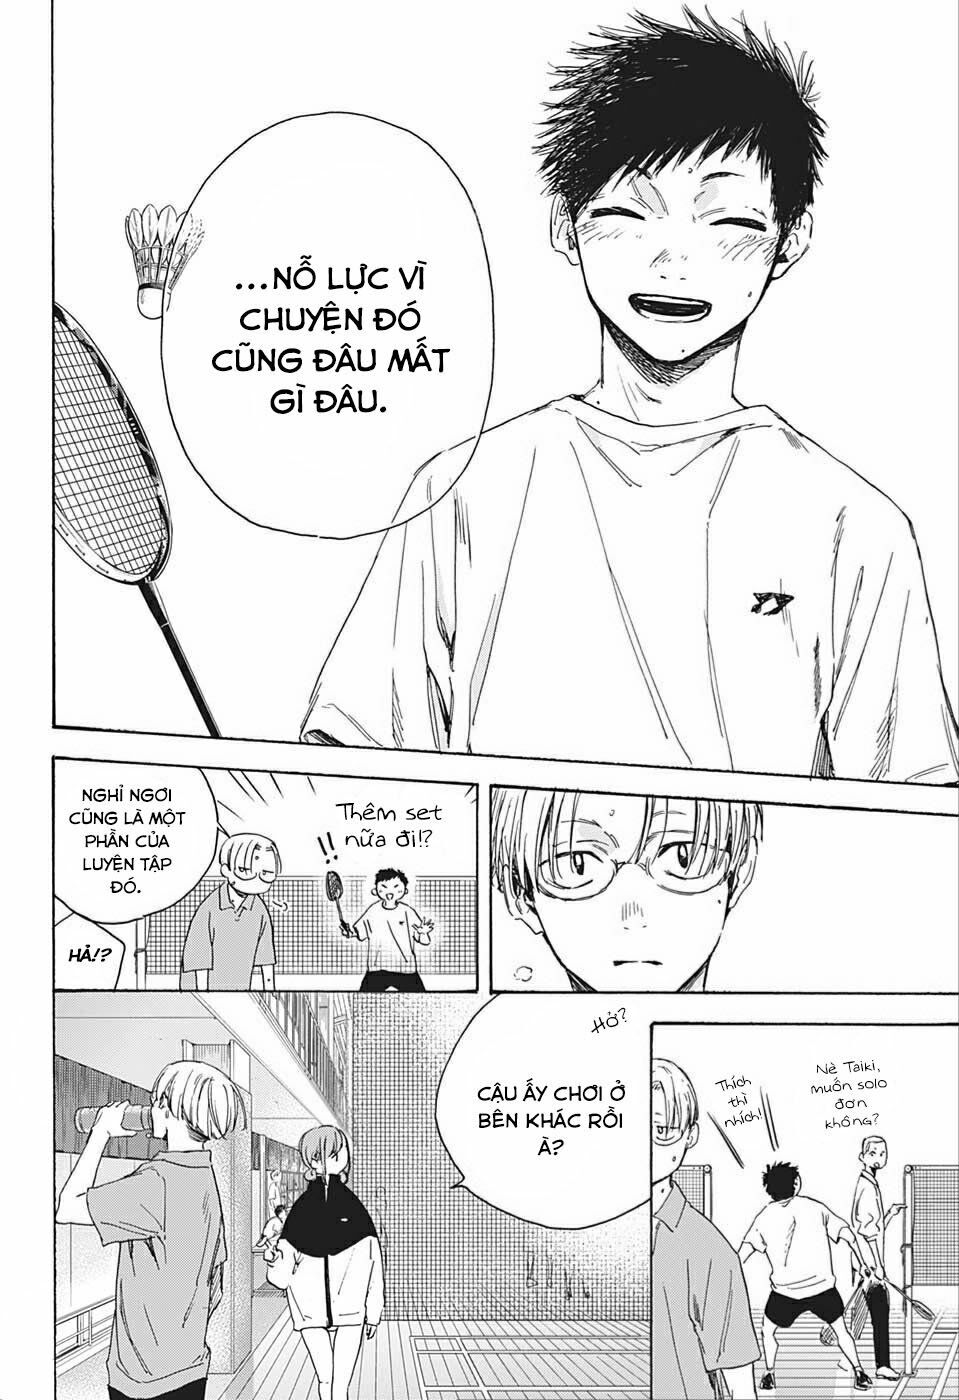 ...NỖ LỰC VÌ
CHUYỆN ĐÓ
CŨNG ĐÂU MẤT
GÌ ĐÂU.
Thêm set
nữa đi!?
!!
NGHỈ NGƠI
CŨNG LÀ MỘT
PHẦN CỦA
LUYỆN TẬP
ĐÓ.
HẢ!?
Nè Taiki,
muốn solo
đơn
không?
Thích
thì
nhích!
Hở?
CẬU ẤY CHƠI Ở
BÊN KHÁC RỒI
À?